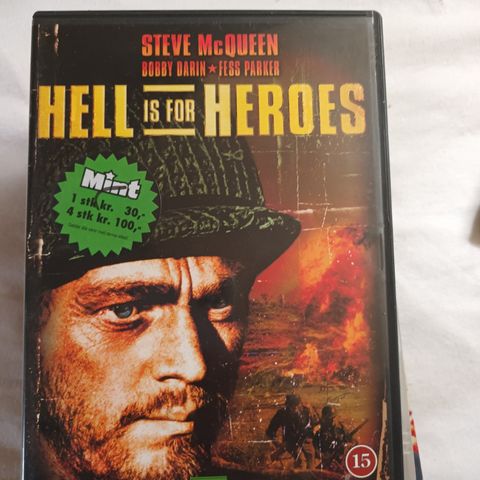 STEVE McQUEEN
BOBBY DARIN★FESS PARKER
HELL IS FOR HEROES
Mint
1 stk kr. 30,-
4 stk kr. 100,-
15